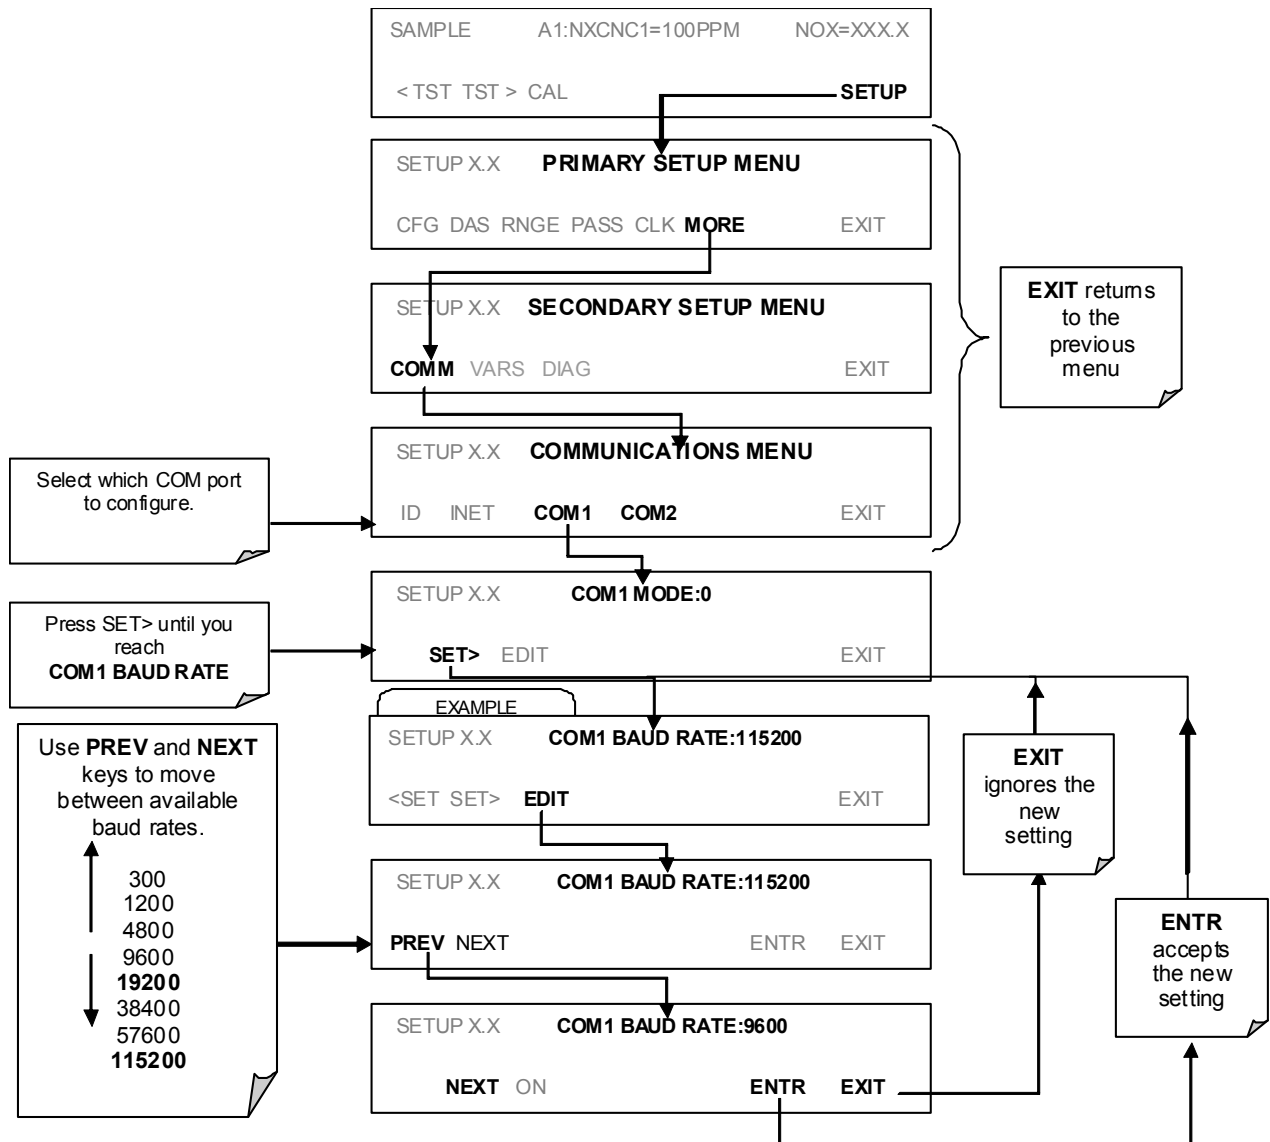 SAMPLE A1:NXCNC1=100PPM NOX=XXX.X
< TST TST > CAL SETUP
SETUP X.X PRIMARY SETUP MENU
CFG DAS RNGE PASS CLK MORE EXIT
SETUP X.X SECONDARY SETUP MENU
COMM VARS DIAG EXIT
EXIT returns
to the
previous
menu
SETUP X.X COMMUNICATIONS MENU
ID INET COM1 COM2 EXIT
Select which COM port
to configure.
SETUP X.X COM1 MODE:0
SET> EDIT EXIT
Press SET> until you
reach
COM1 BAUD RATE
EXAMPLE
SETUP X.X COM1 BAUD RATE:115200
<SET SET> EDIT EXIT
Use PREV and NEXT
keys to move
between available
baud rates.
300
1200
4800
9600
19200
38400
57600
115200
EXIT
ignores the
new
setting
SETUP X.X COM1 BAUD RATE:115200
PREV NEXT ENTR EXIT
ENTR
accepts
the new
setting
SETUP X.X COM1 BAUD RATE:9600
NEXT ON ENTR EXIT